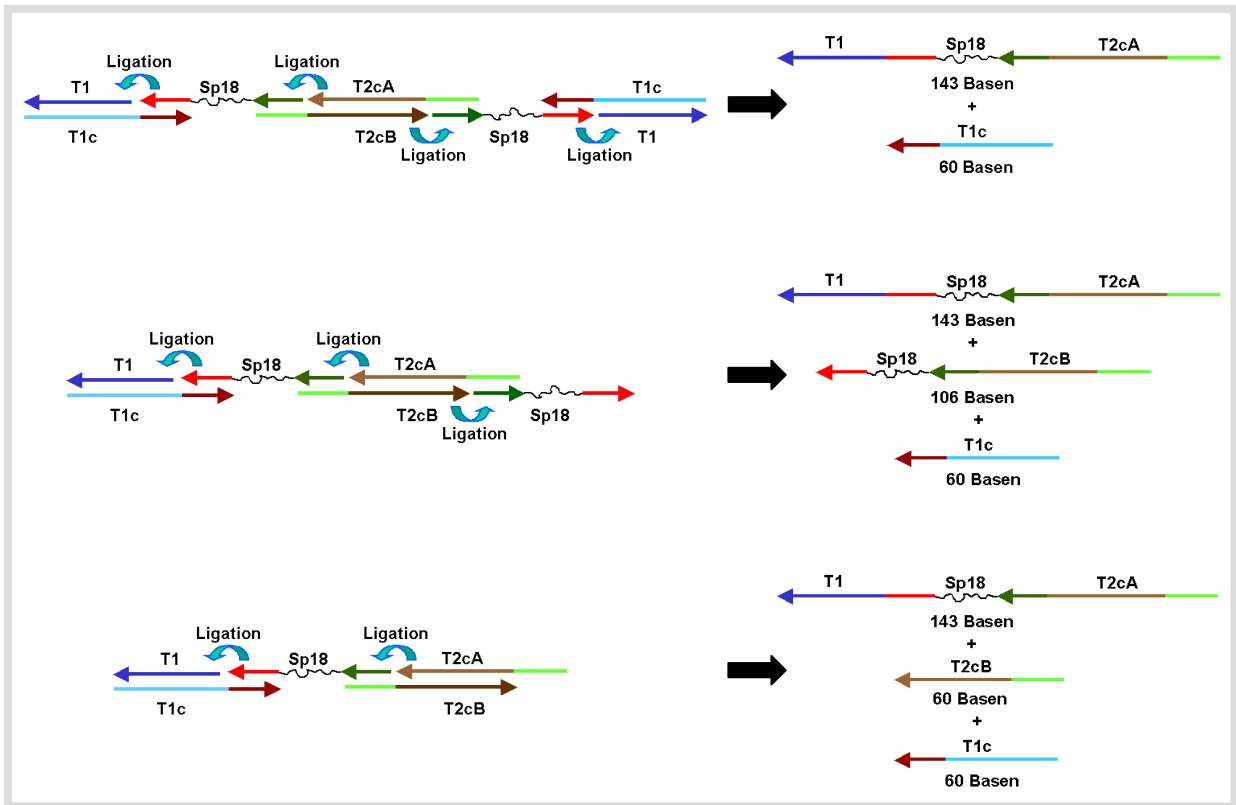 Ligation
Ligation
T1
Sp18
T2cA
T1c
T1c
T2cB
Sp18
T1
Ligation
Ligation
T1
Sp18
T2cA
143 Basen
+
T1c
60 Basen
Ligation
Ligation
T1
Sp18
T2cA
T1c
T2cB
Sp18
Ligation
T1
Sp18
T2cA
143 Basen
+
Sp18
T2cB
106 Basen
+
T1c
60 Basen
Ligation
Ligation
T1
Sp18
T2cA
T1c
T2cB
T1
Sp18
T2cA
143 Basen
+
T2cB
60 Basen
+
T1c
60 Basen